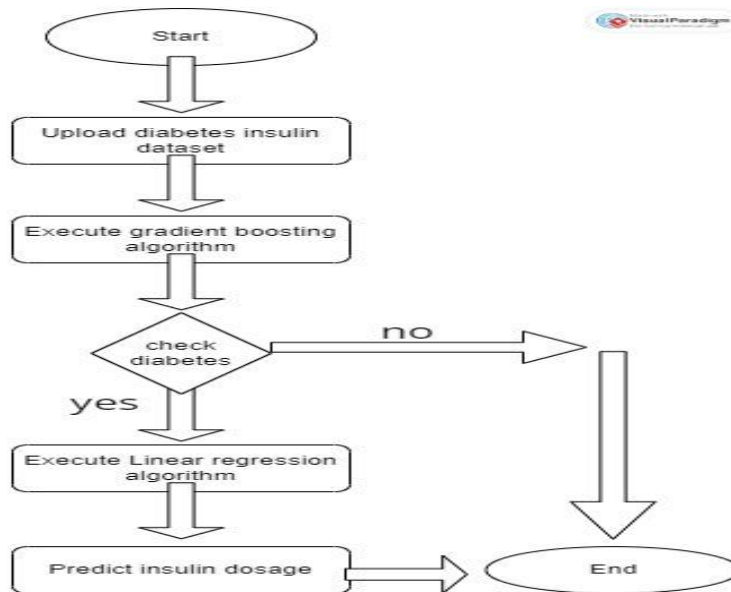 Start
VisualParadigm
Upload diabetes insulin
dataset
Execute gradient boosting
algorithm
check
diabetes
no
yes
Execute Linear regression
algorithm
Predict insulin dosage
End